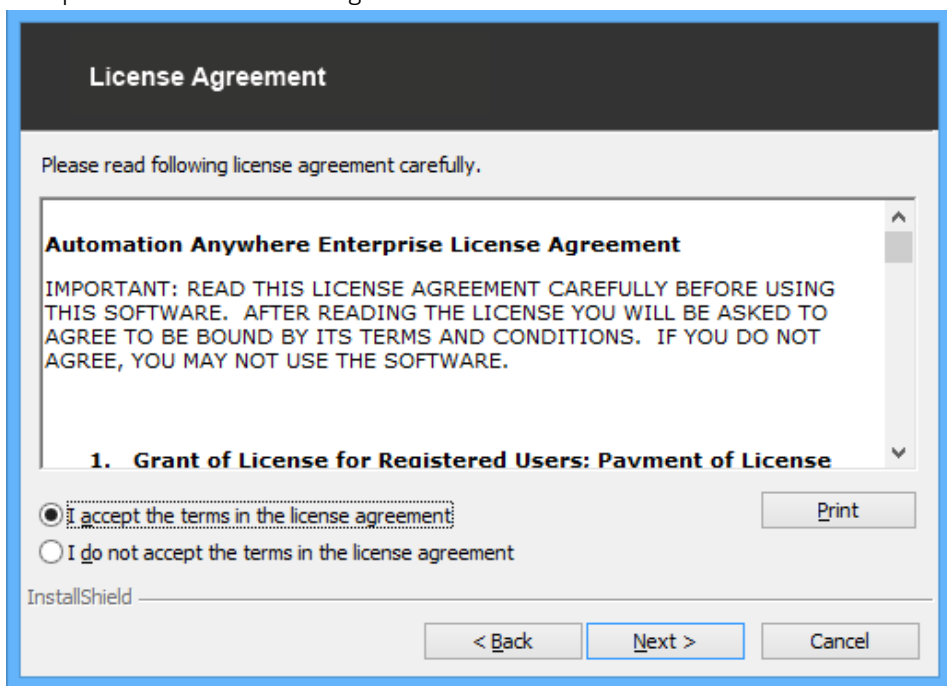 License Agreement
Please read following license agreement carefully.
Automation Anywhere Enterprise License Agreement
IMPORTANT: READ THIS LICENSE AGREEMENT CAREFULLY BEFORE USING
THIS SOFTWARE.  AFTER READING THE LICENSE YOU WILL BE ASKED TO
AGREE TO BE BOUND BY ITS TERMS AND CONDITIONS.  IF YOU DO NOT
AGREE, YOU MAY NOT USE THE SOFTWARE.
1. Grant of License for Registered Users: Payment of License
I accept the terms in the license agreement
Print
I do not accept the terms in the license agreement
InstallShield
< Back
Next >
Cancel